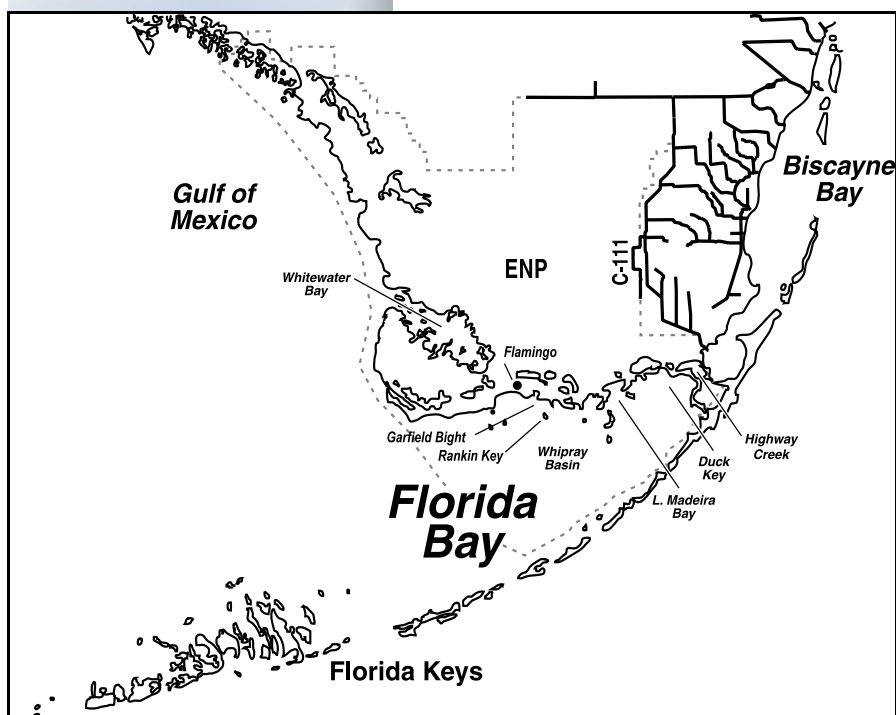 Biscayne
Bay
Gulf of
Mexico
C-111
ENP
Whitewater
Bay
Flamingo
Garfield Bight
Rankin Key
Whipray
Basin
Highway
Creek
Duck
Key
L. Madeira
Bay
Florida
Bay
Florida Keys